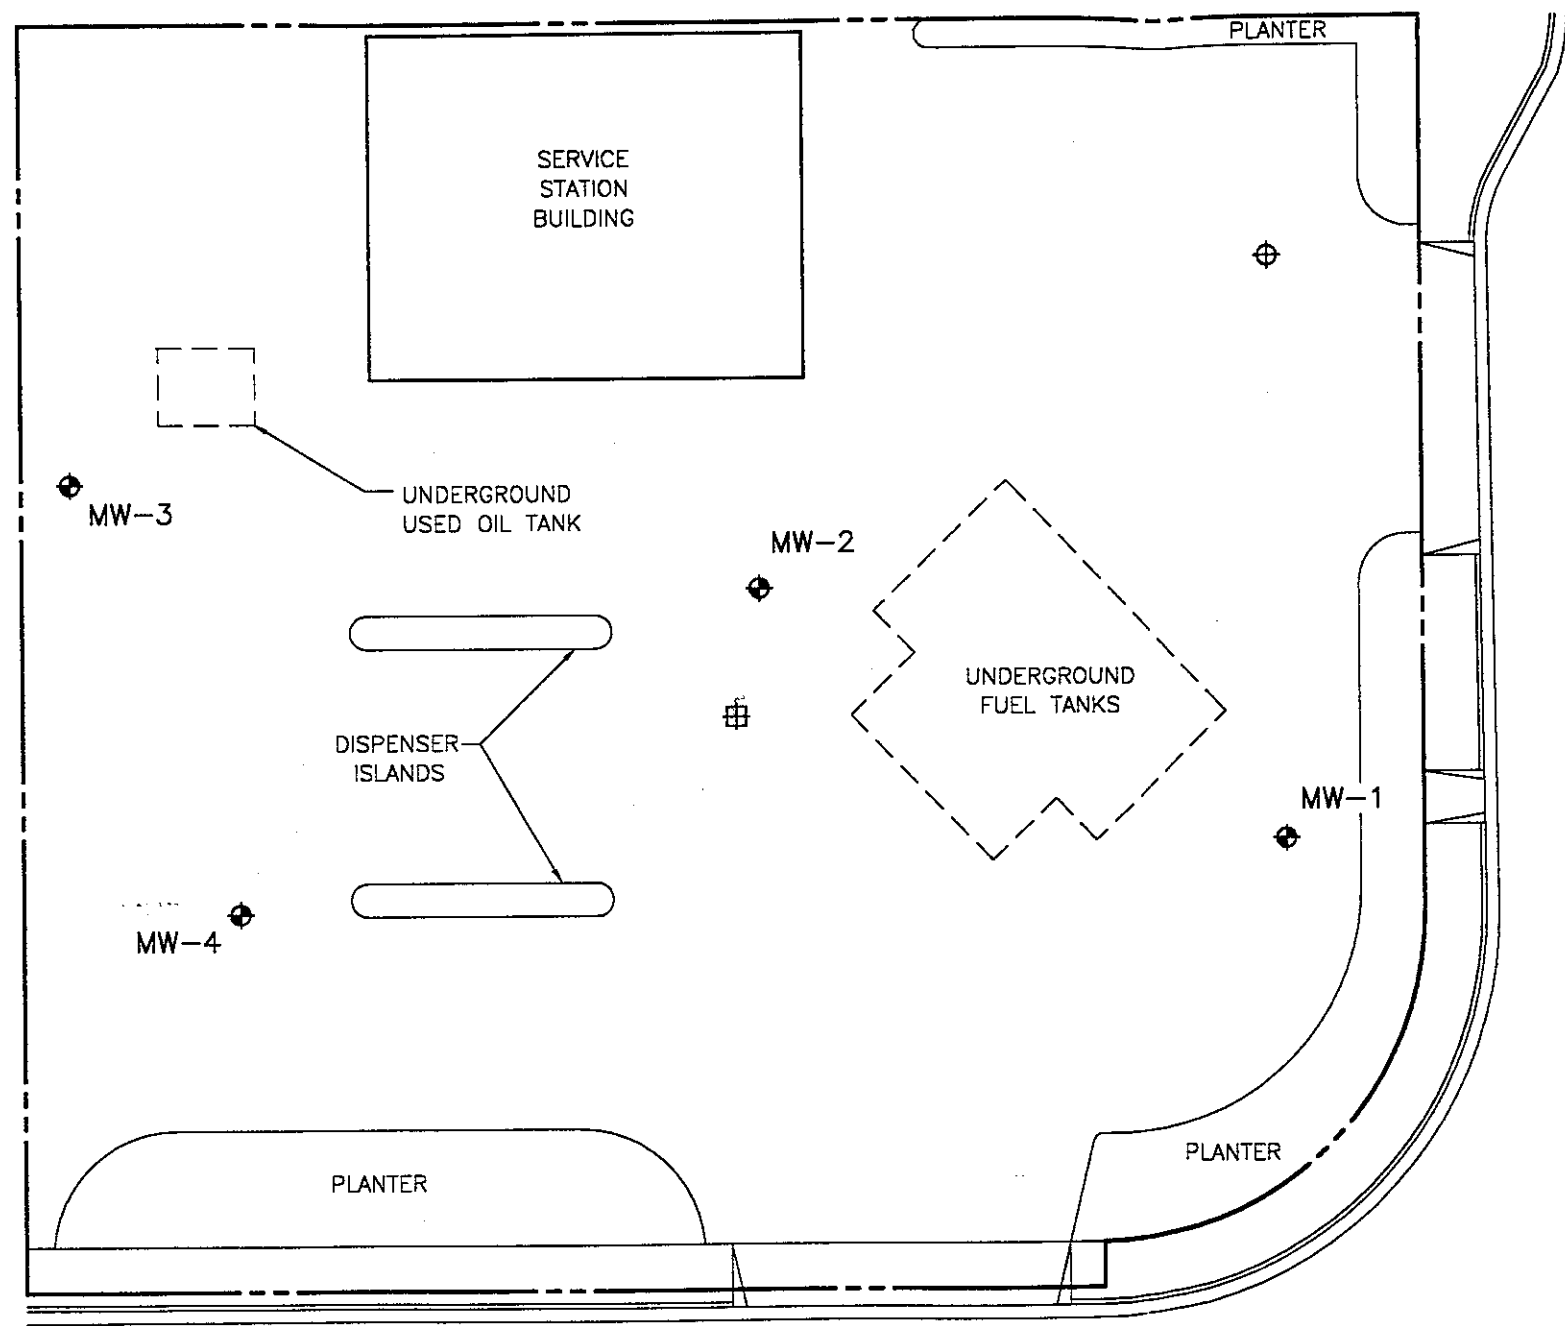 PLANTER
SERVICE
STATION
BUILDING
MW-3
UNDERGROUND
USED OIL TANK
MW-2
UNDERGROUND
FUEL TANKS
DISPENSER
ISLANDS
MW-1
MW-4
PLANTER
PLANTER